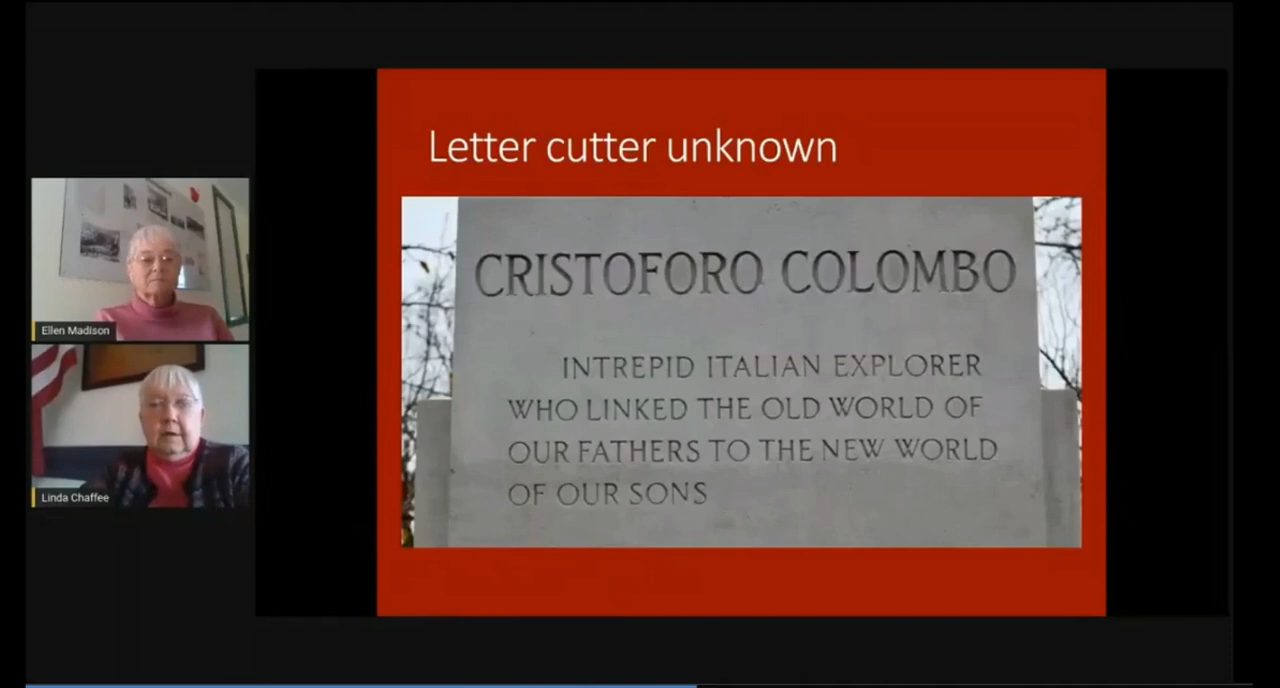 Letter cutter unknown
CRISTOFORO COLOMBO
INTREPID ITALIAN EXPLORER
WHO LINKED THE OLD WORLD OF
OUR FATHERS TO THE NEW WORLD
OF OUR SONS
Ellen Madison
Linda Chaffee